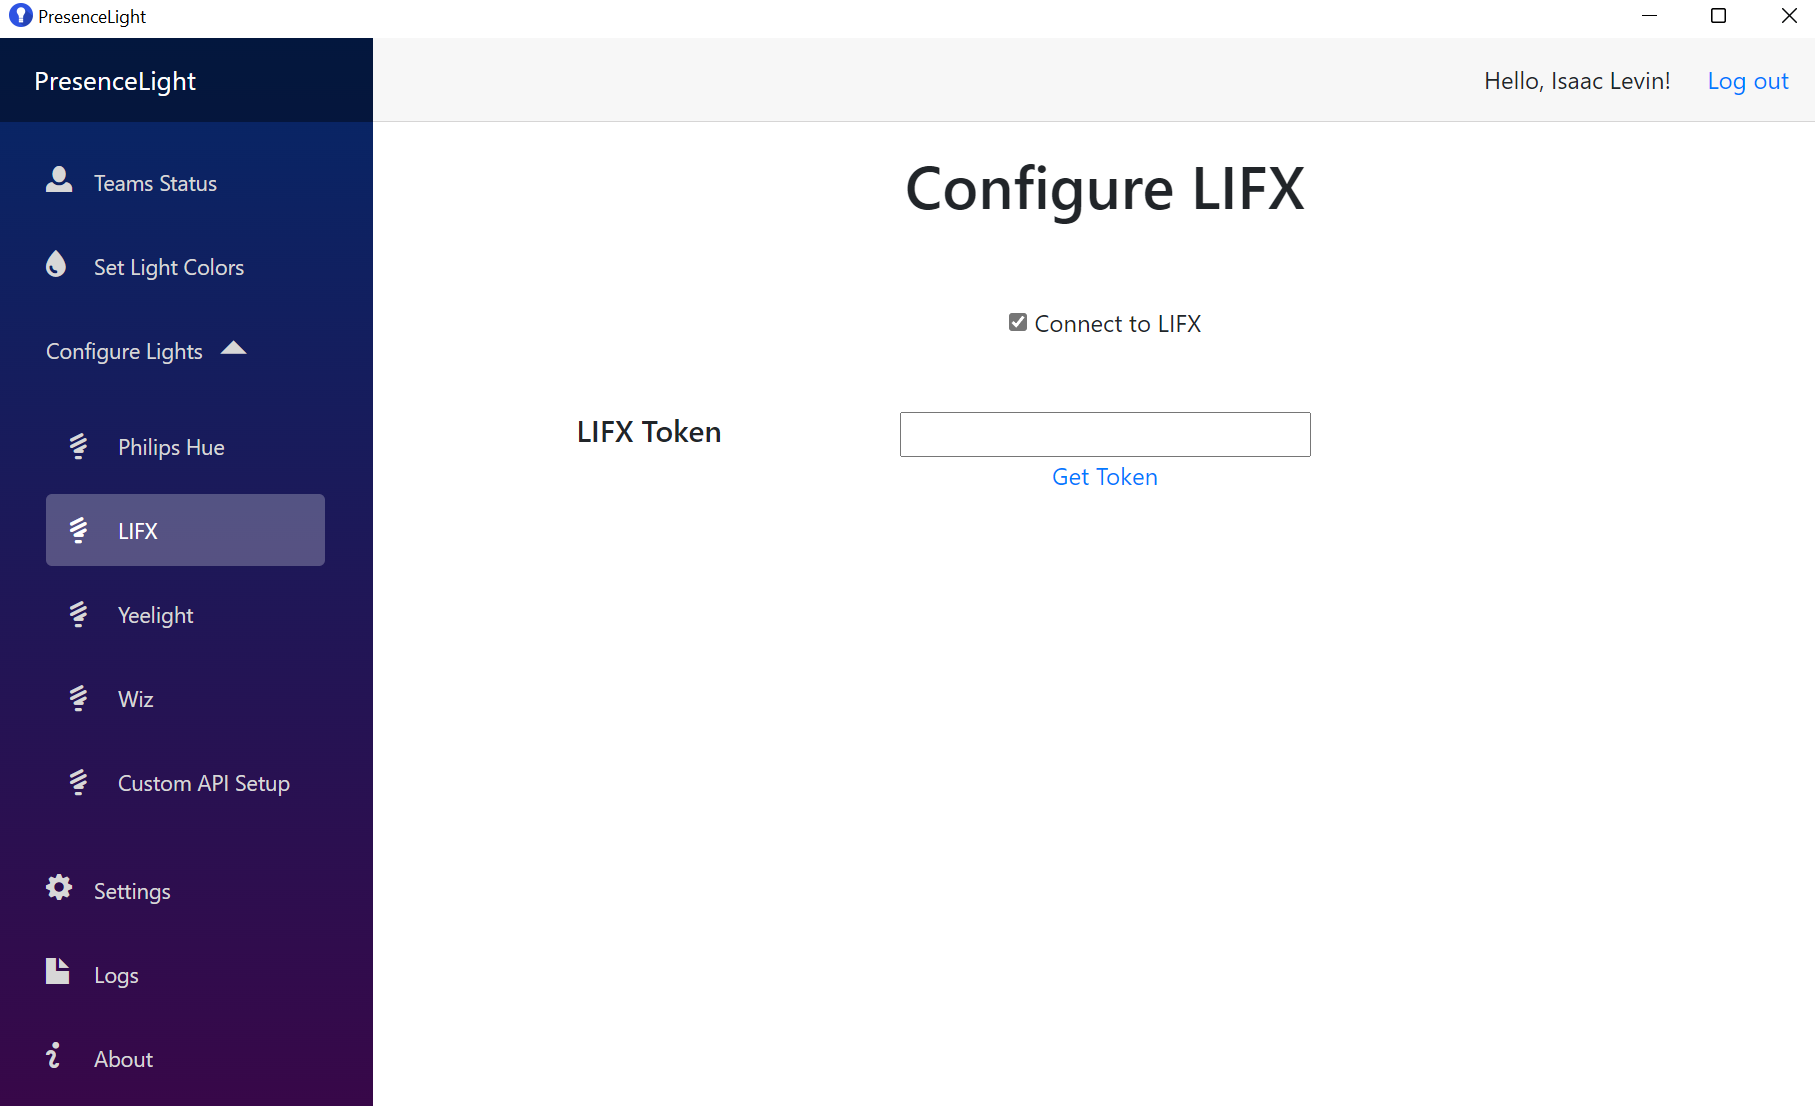 PresenceLight
PresenceLight
Hello, Isaac Levin!
Log out
Teams Status
Set Light Colors
Configure Lights
Philips Hue
LIFX
Yeelight
Wiz
Custom API Setup
Settings
Logs
About
Configure LIFX
Connect to LIFX
LIFX Token
Get Token